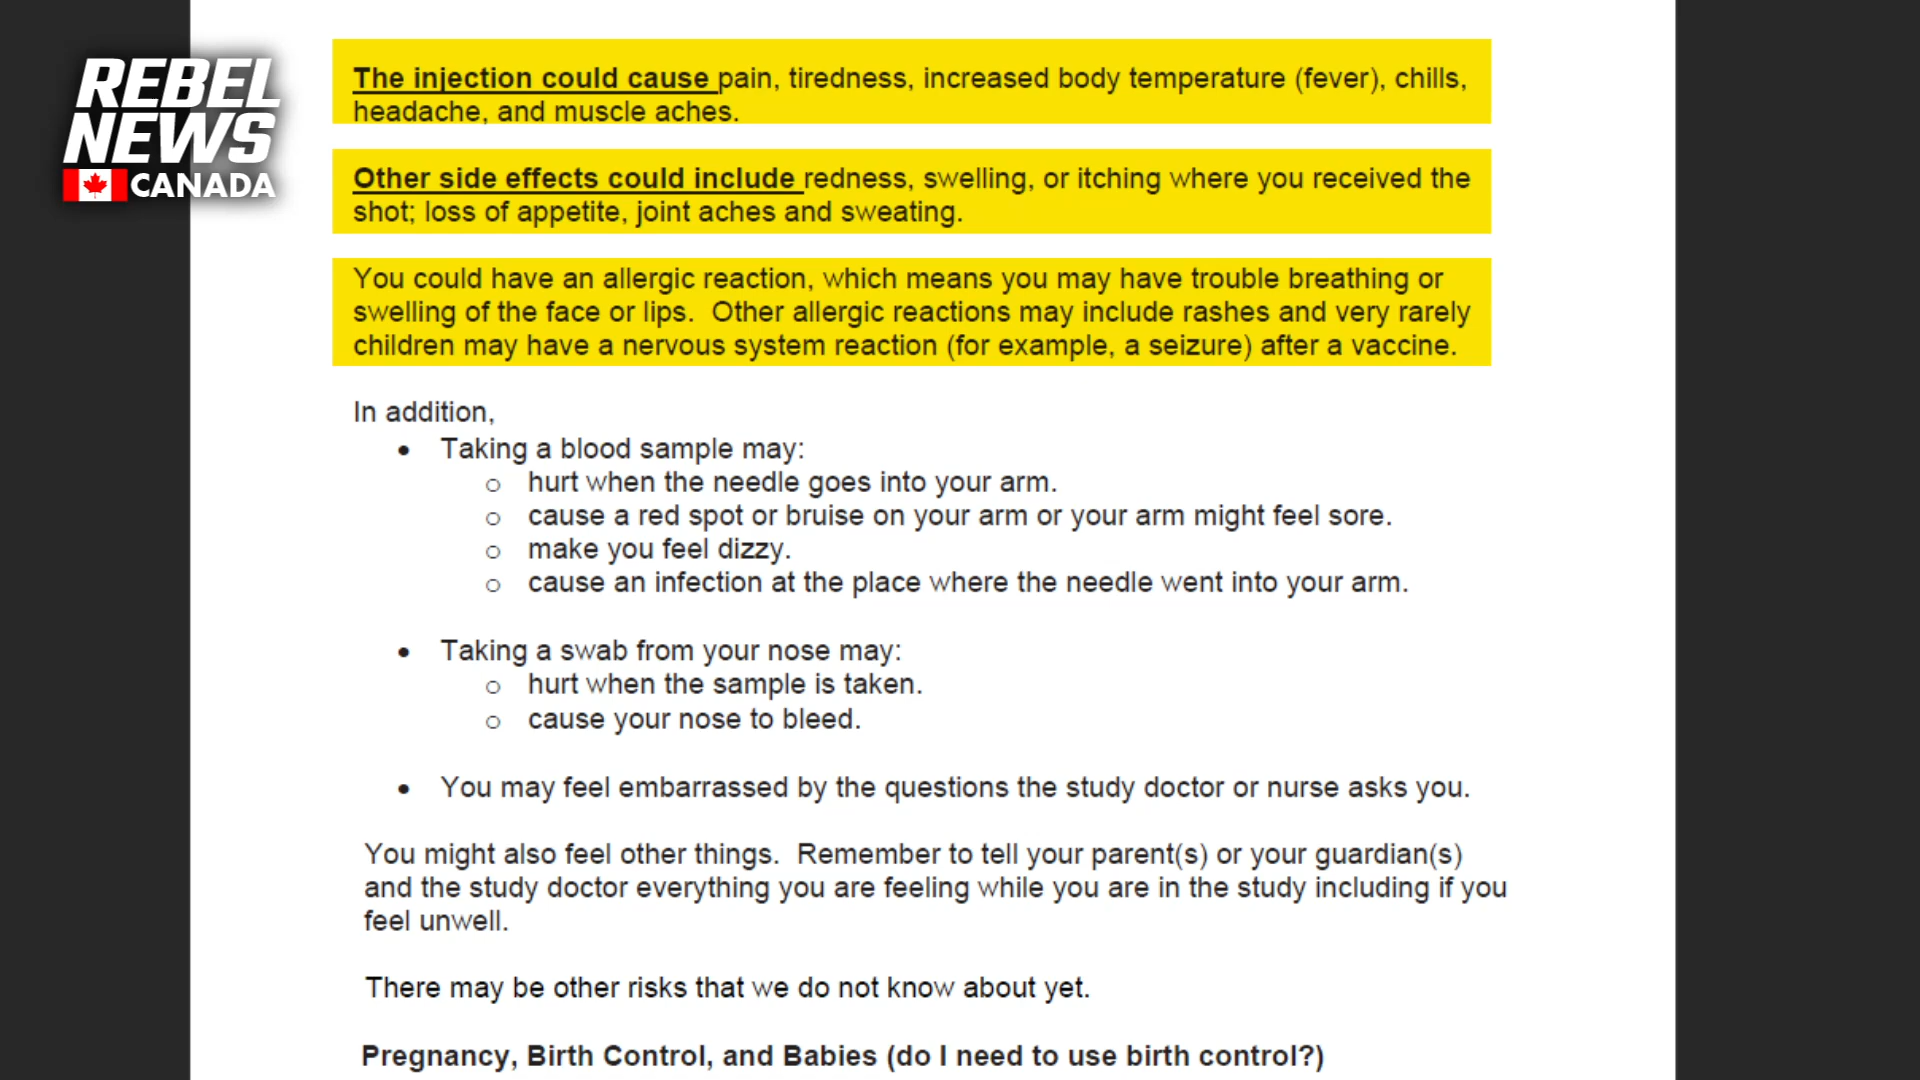 REBEL
NEWS
CANADA
The injection could cause pain, tiredness, increased body temperature (fever), chills,
headache, and muscle aches.
Other side effects could include redness, swelling, or itching where you received the
shot; loss of appetite, joint aches and sweating.
You could have an allergic reaction, which means you may have trouble breathing or
swelling of the face or lips. Other allergic reactions may include rashes and very rarely
children may have a nervous system reaction (for example, a seizure) after a vaccine.
In addition,
• Taking a blood sample may:
o hurt when the needle goes into your arm.
o cause a red spot or bruise on your arm or your arm might feel sore.
o make you feel dizzy.
o cause an infection at the place where the needle went into your arm.
• Taking a swab from your nose may:
o hurt when the sample is taken.
o cause your nose to bleed.
• You may feel embarrassed by the questions the study doctor or nurse asks you.
You might also feel other things. Remember to tell your parent(s) or your guardian(s)
and the study doctor everything you are feeling while you are in the study including if you
feel unwell.
There may be other risks that we do not know about yet.
Pregnancy, Birth Control, and Babies (do I need to use birth control?)